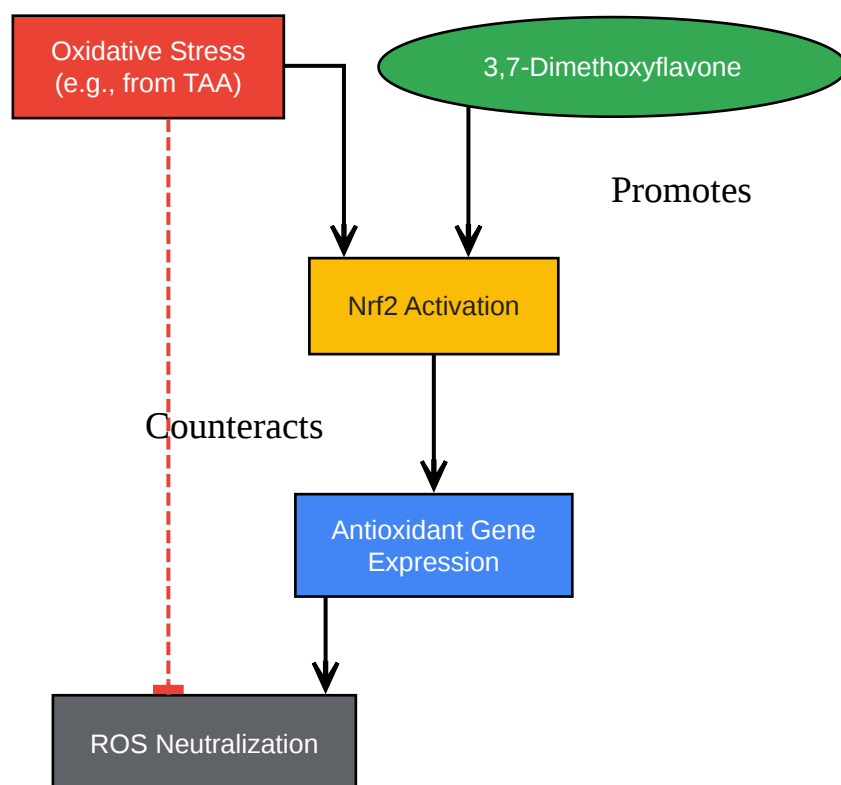 Oxidative Stress
(e.g., from TAA)
3,7-Dimethoxyflavone
Promotes
Nrf2 Activation
Counteracts
Antioxidant Gene
Expression
ROS Neutralization